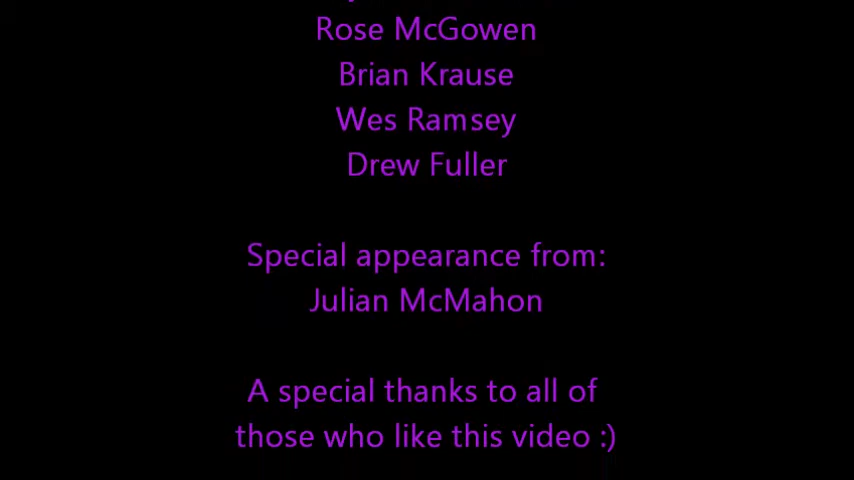 Rose McGowen
Brian Krause
Wes Ramsey
Drew Fuller
Special appearance from:
Julian McMahon
A special thanks to all of
those who like this video :)